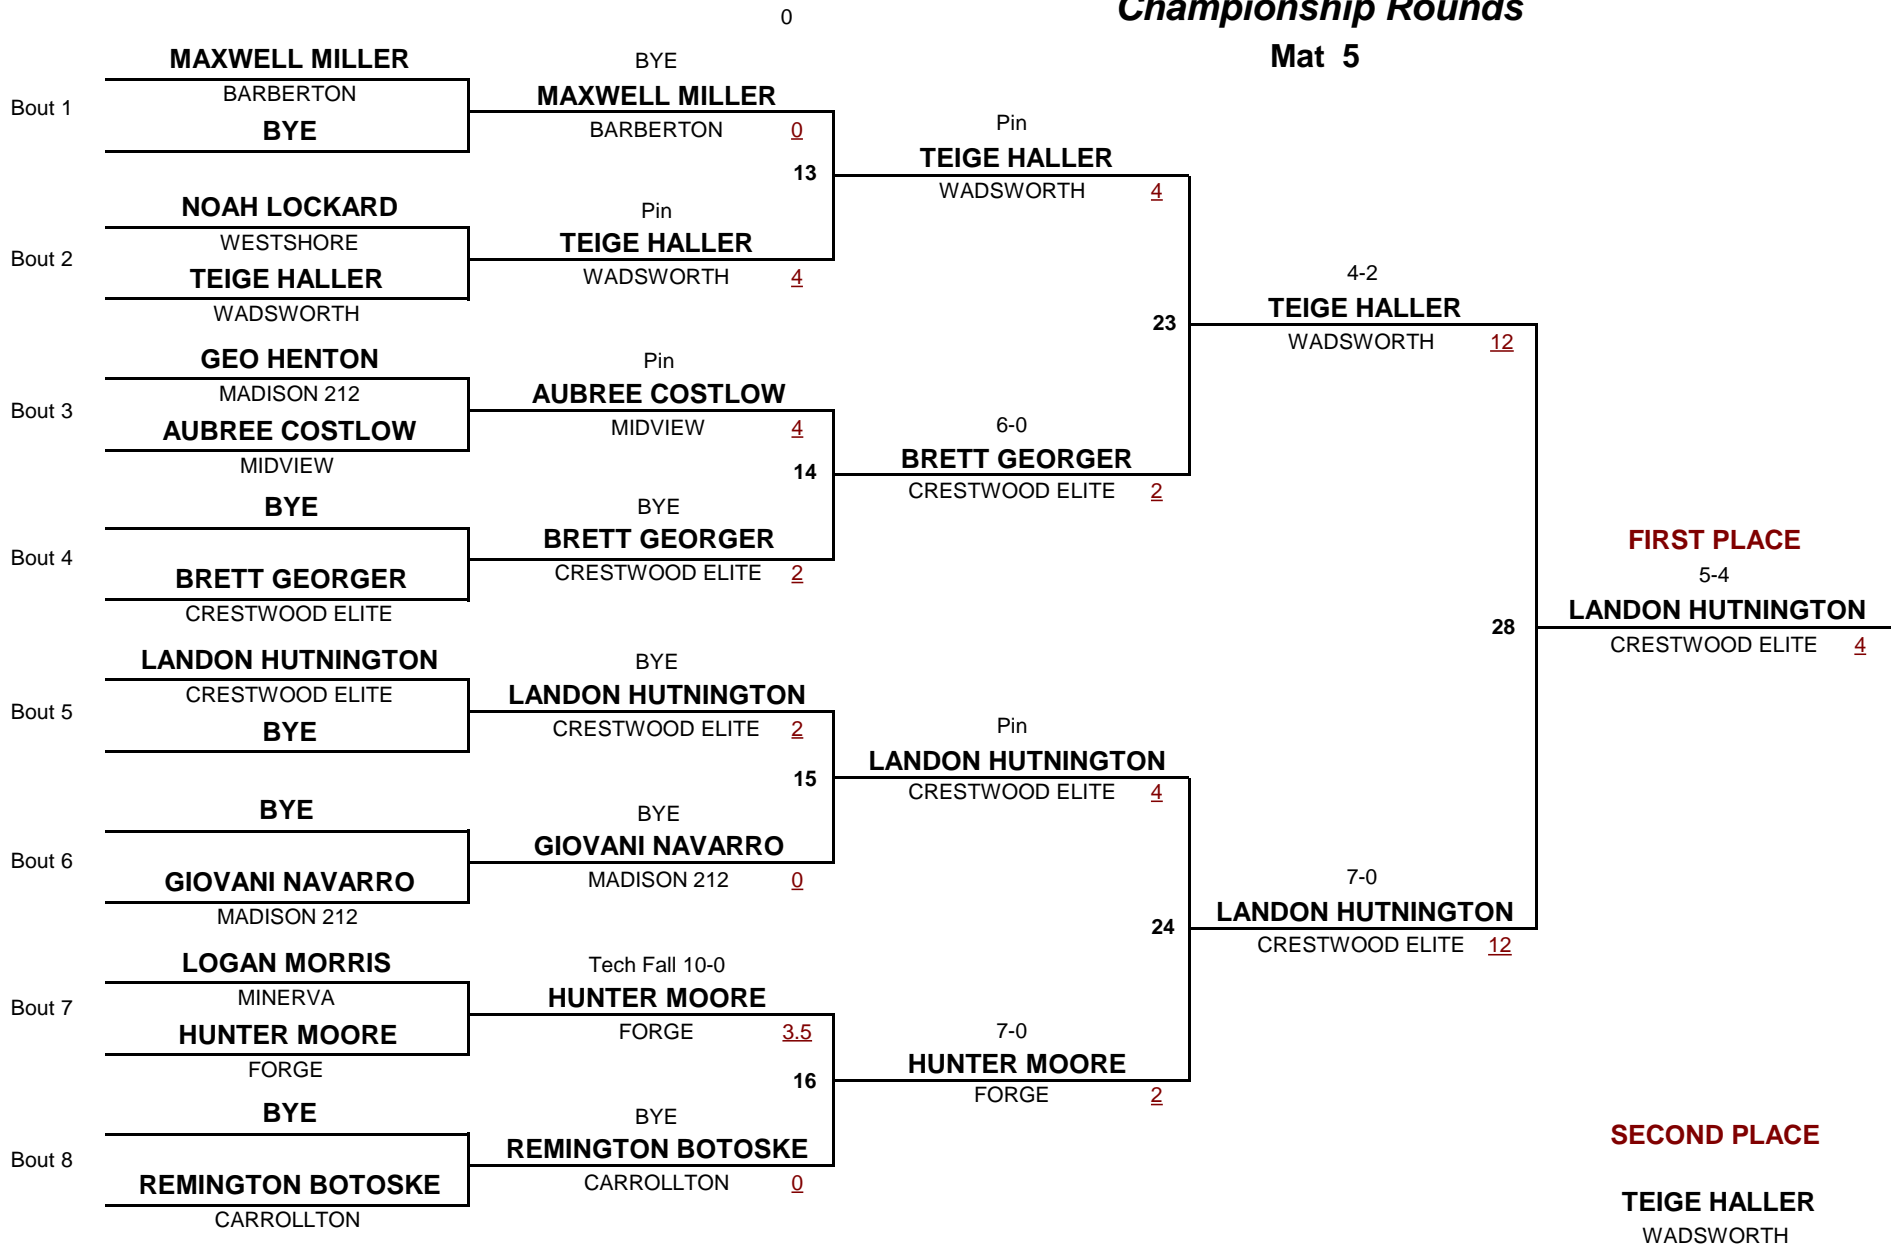 0
Championship Rounds
Mat 5
Bout 1
MAXWELL MILLER
BARBERTON
BYE
Bout 2
NOAH LOCKARD
WESTSHORE
TEIGE HALLER
WADSWORTH
Bout 3
GEO HENTON
MADISON 212
AUBREE COSTLOW
MIDVIEW
Bout 4
BYE
BRETT GEORGER
CRESTWOOD ELITE
Bout 5
LANDON HUTNINGTON
CRESTWOOD ELITE
BYE
Bout 6
BYE
GIOVANI NAVARRO
MADISON 212
Bout 7
LOGAN MORRIS
MINERVA
HUNTER MOORE
FORGE
Bout 8
BYE
REMINGTON BOTOSKE
CARROLLTON
BYE
MAXWELL MILLER
BARBERTON 0
13
Pin
TEIGE HALLER
WADSWORTH 4
Pin
AUBREE COSTLOW
MIDVIEW 4
14
BYE
BRETT GEORGER
CRESTWOOD ELITE 2
BYE
LANDON HUTNINGTON
CRESTWOOD ELITE 2
15
BYE
GIOVANI NAVARRO
MADISON 212 0
Tech Fall 10-0
HUNTER MOORE
FORGE 3.5
16
BYE
REMINGTON BOTOSKE
CARROLLTON 0
Pin
TEIGE HALLER
WADSWORTH 4
23
6-0
BRETT GEORGER
CRESTWOOD ELITE 2
Pin
LANDON HUTNINGTON
CRESTWOOD ELITE 4
24
7-0
HUNTER MOORE
FORGE 2
4-2
TEIGE HALLER
WADSWORTH 12
28
7-0
LANDON HUTNINGTON
CRESTWOOD ELITE 12
FIRST PLACE
5-4
LANDON HUTNINGTON
CRESTWOOD ELITE 4
SECOND PLACE
TEIGE HALLER
WADSWORTH